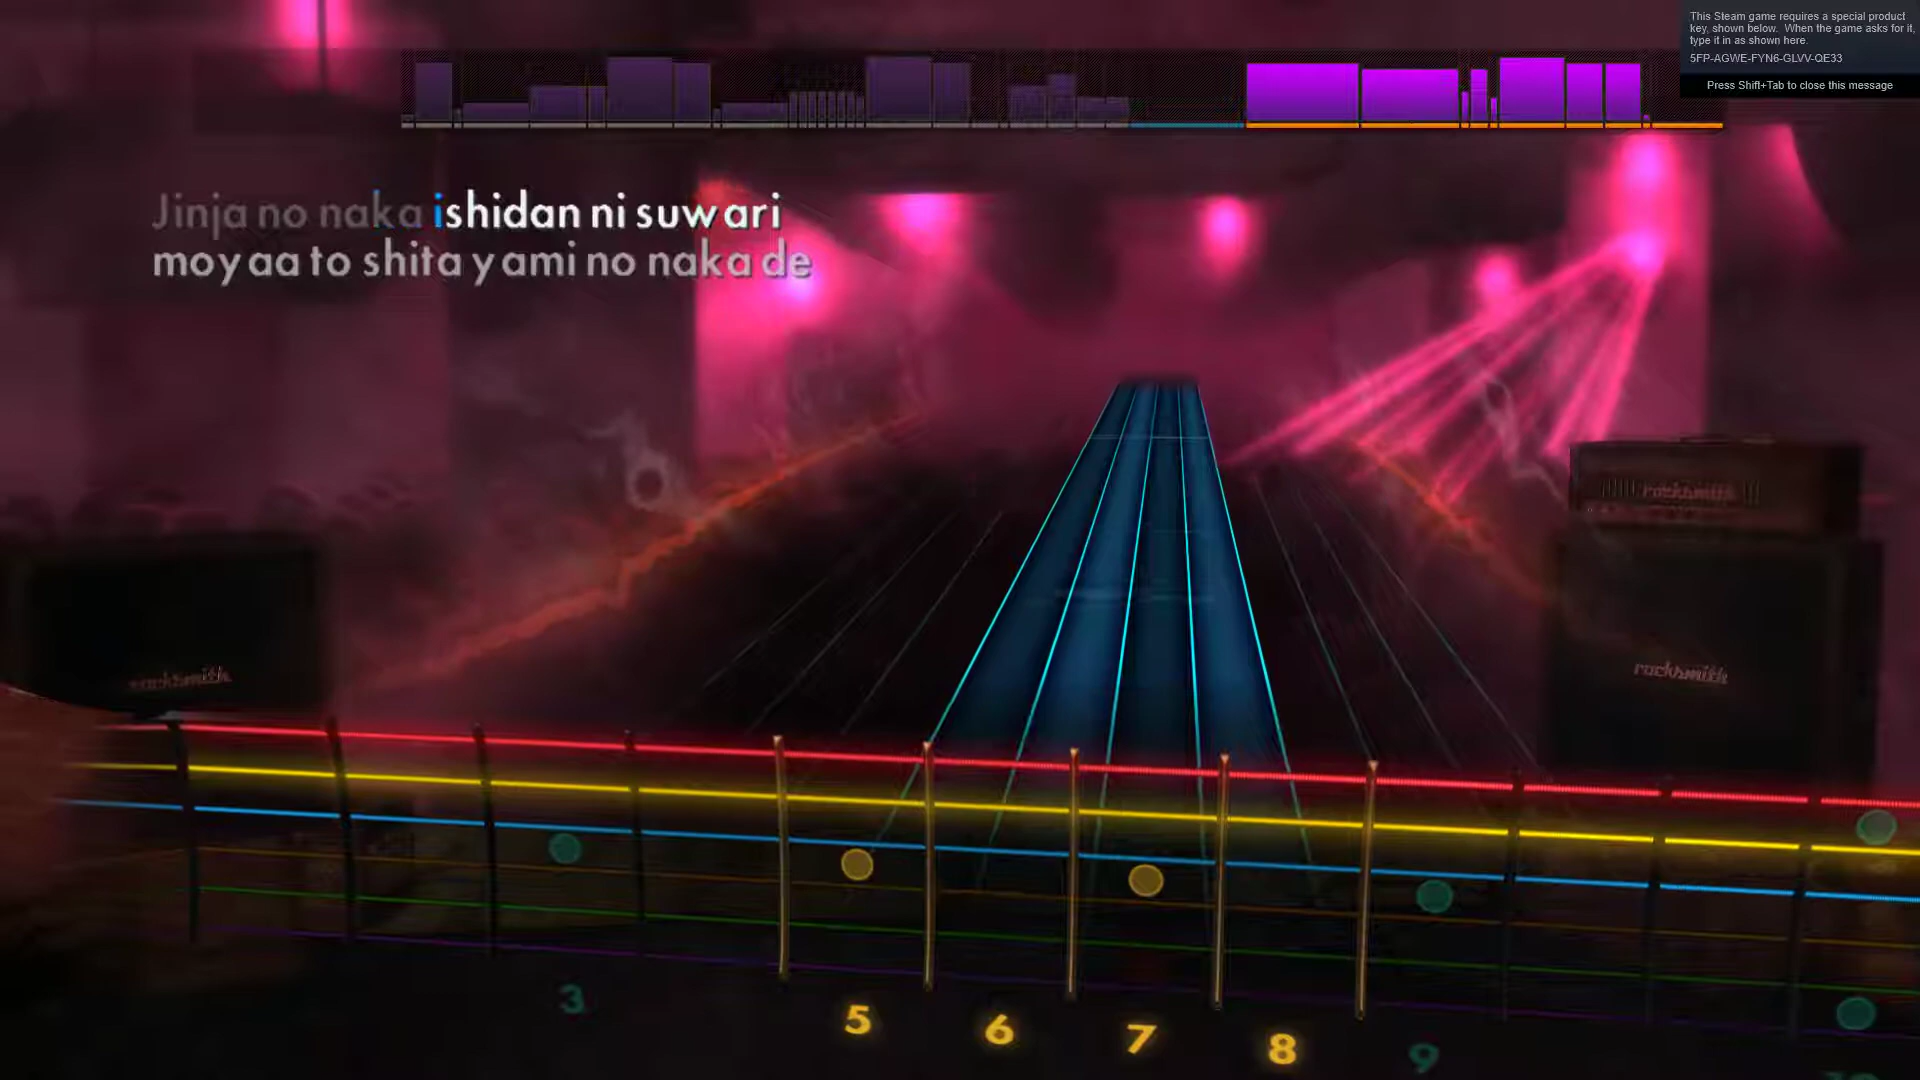 This Steam game requires a special product
key, shown below. When the game asks for it,
type it in as shown here.
5FP-AGWE-FYN6-GLVV-QE33
Press Shift+Tab to close this message
Jinja no naka ishidan ni suwari
moyaa to shita yami no naka de
rocksmith
rocksmith
rocksmith
3
5
6
7
8
9